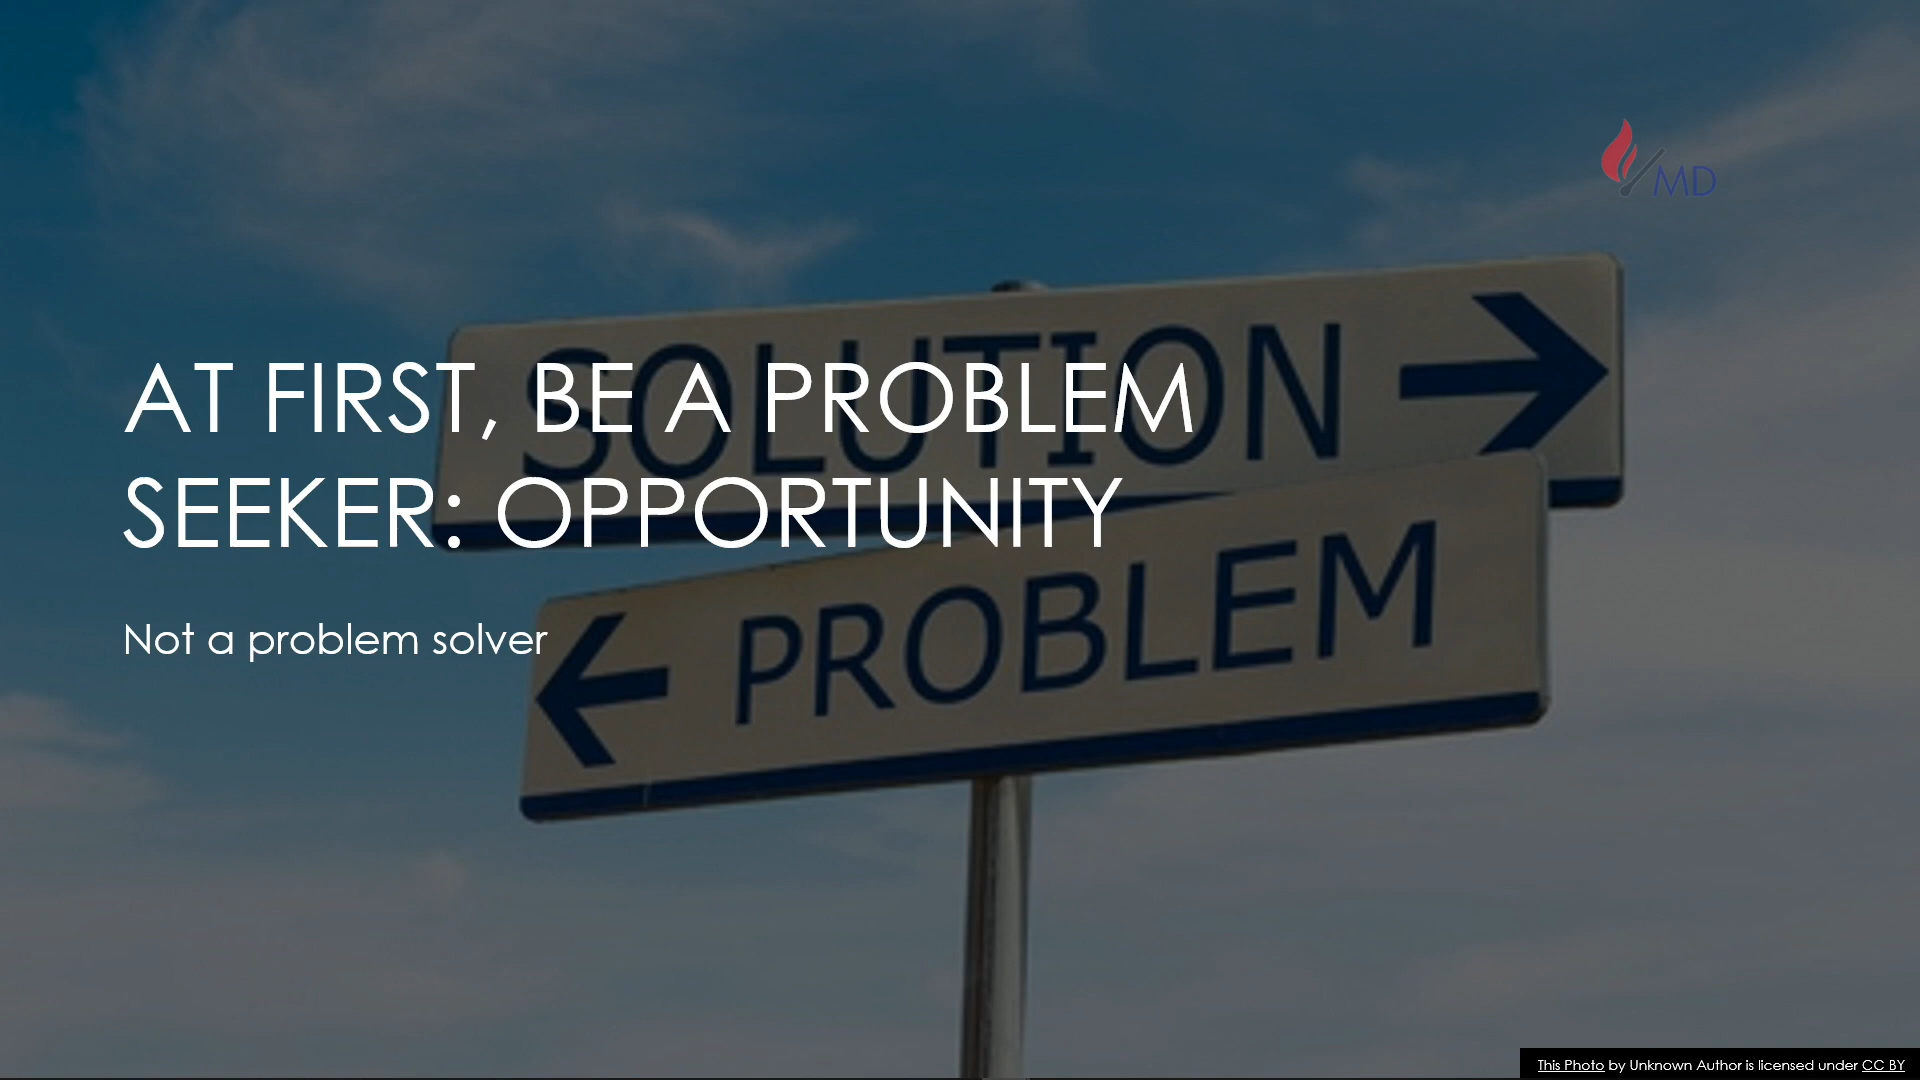 MD
SOLUTION
AT FIRST, BE A PROBLEM
SEEKER: OPPORTUNITY
Not a problem solver
PROBLEM
This Photo by Unknown Author is licensed under CC BY